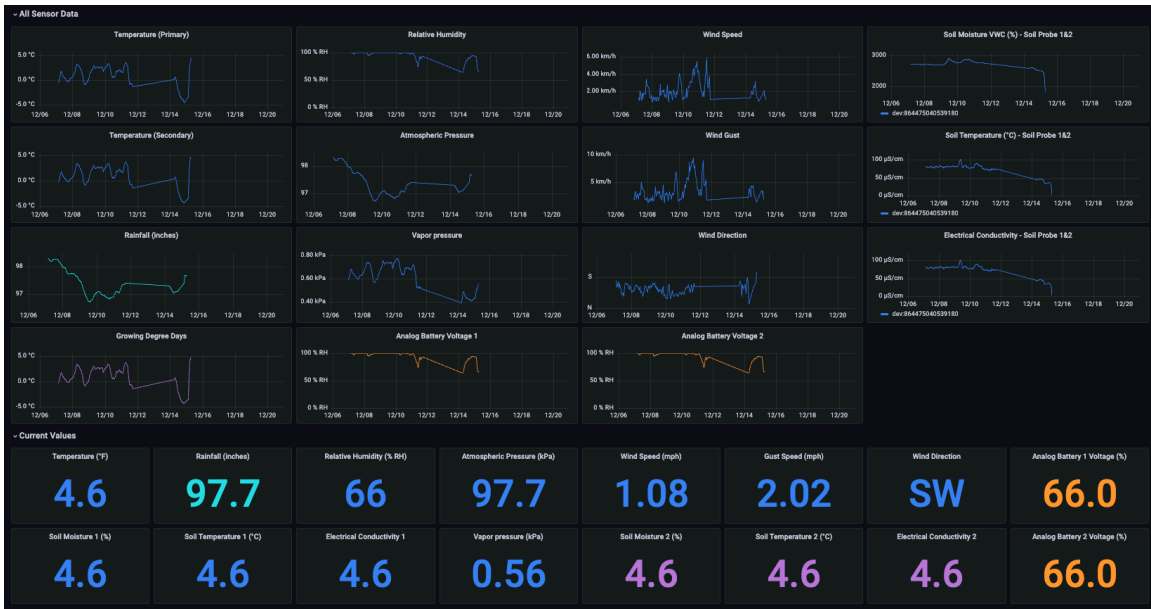 All Sensor Data
Temperature (Primary)
5.0 °C
0.0 °C
-5.0 °C
12/06 12/08 12/10 12/12 12/14 12/16 12/18 12/20
Relative Humidity
100 % RH
50 % RH
0 % RH
12/06 12/08 12/10 12/12 12/14 12/16 12/18 12/20
Wind Speed
6.00 km/h
4.00 km/h
2.00 km/h
12/06 12/08 12/10 12/12 12/14 12/16 12/18 12/20
Soil Moisture VWC (%) - Soil Probe 1&2
3000
2000
12/06 12/08 12/10 12/12 12/14 12/16 12/18 12/20
dev:864475040539180
Temperature (Secondary)
5.0 °C
0.0 °C
-5.0 °C
12/06 12/08 12/10 12/12 12/14 12/16 12/18 12/20
Atmospheric Pressure
98
97
12/06 12/08 12/10 12/12 12/14 12/16 12/18 12/20
Wind Gust
10 km/h
5 km/h
12/06 12/08 12/10 12/12 12/14 12/16 12/18 12/20
Soil Temperature (°C) - Soil Probe 1&2
100 µS/cm
50 µS/cm
0 µS/cm
12/06 12/08 12/10 12/12 12/14 12/16 12/18 12/20
dev:864475040539180
Rainfall (inches)
98
97
12/06 12/08 12/10 12/12 12/14 12/16 12/18 12/20
Vapor pressure
0.80 kPa
0.60 kPa
0.40 kPa
12/06 12/08 12/10 12/12 12/14 12/16 12/18 12/20
Wind Direction
S
N
12/06 12/08 12/10 12/12 12/14 12/16 12/18 12/20
Electrical Conductivity - Soil Probe 1&2
100 µS/cm
50 µS/cm
0 µS/cm
12/06 12/08 12/10 12/12 12/14 12/16 12/18 12/20
dev:864475040539180
Growing Degree Days
5.0 °C
0.0 °C
-5.0 °C
12/06 12/08 12/10 12/12 12/14 12/16 12/18 12/20
Analog Battery Voltage 1
100 % RH
50 % RH
0 % RH
12/06 12/08 12/10 12/12 12/14 12/16 12/18 12/20
Analog Battery Voltage 2
100 % RH
50 % RH
0 % RH
12/06 12/08 12/10 12/12 12/14 12/16 12/18 12/20
Current Values
Temperature (°F)
4.6
Rainfall (inches)
97.7
Relative Humidity (% RH)
66
Atmospheric Pressure (kPa)
97.7
Wind Speed (mph)
1.08
Gust Speed (mph)
2.02
Wind Direction
SW
Analog Battery 1 Voltage (%)
66.0
Soil Moisture 1 (%)
4.6
Soil Temperature 1 (°C)
4.6
Electrical Conductivity 1
4.6
Vapor pressure (kPa)
0.56
Soil Moisture 2 (%)
4.6
Soil Temperature 2 (°C)
4.6
Electrical Conductivity 2
4.6
Analog Battery 2 Voltage (%)
66.0